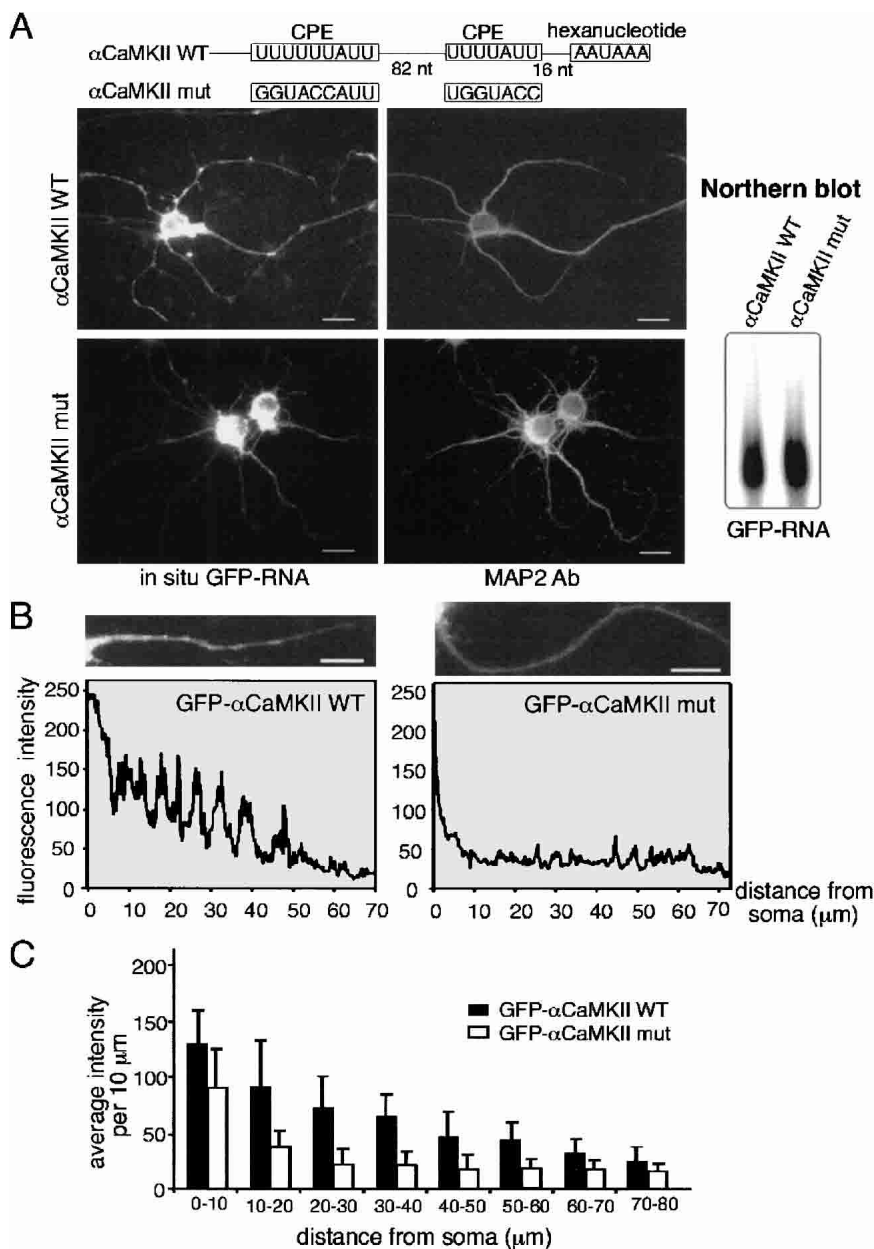 A
CPE CPE hexanucleotide
αCaMKII WT UUUUUUAUU UUUUAUU AAUAAA
82 nt 16 nt
αCaMKII mut GGUACCAUU UGGUACC
αCaMKII WT
αCaMKII mut
in situ GFP-RNA
MAP2 Ab
Northern blot
αCaMKII WT
αCaMKII mut
GFP-RNA
B
GFP-αCaMKII WT
fluorescence intensity
250
200
150
100
50
0
0 10 20 30 40 50 60 70
GFP-αCaMKII mut
250
200
150
100
50
0
0 10 20 30 40 50 60 70
distance from
soma (μm)
C
average intensity
per 10 μm
200
150
100
50
0
GFP-αCaMKII WT
GFP-αCaMKII mut
0-10 10-20 20-30 30-40 40-50 50-60 60-70 70-80
distance from soma (μm)